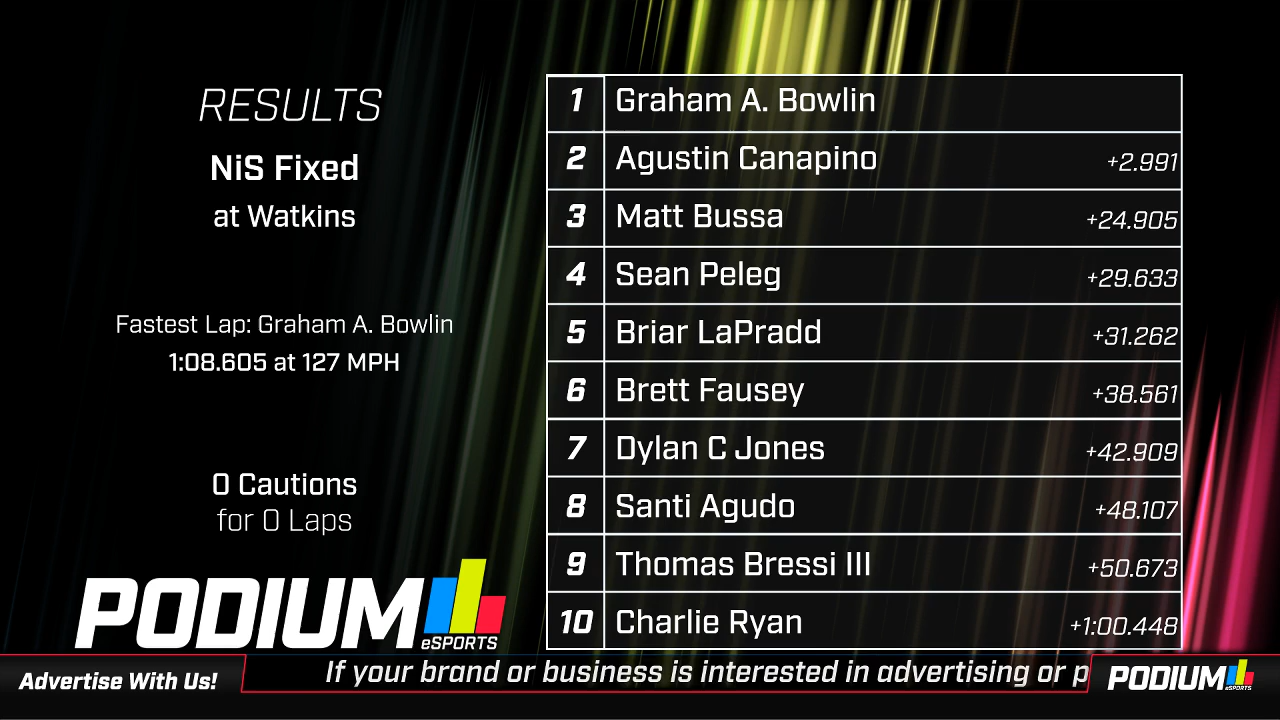 RESULTS
NiS Fixed
at Watkins
Fastest Lap: Graham A. Bowlin
1:08.605 at 127 MPH
0 Cautions
for 0 Laps
PODIUM
eSPORTS
1 Graham A. Bowlin
2 Agustin Canapino +2.991
3 Matt Bussa +24.905
4 Sean Peleg +29.633
5 Briar LaPradd +31.262
6 Brett Fausey +38.561
7 Dylan C Jones +42.909
8 Santi Agudo +48.107
9 Thomas Bressi III +50.673
10 Charlie Ryan +1:00.448
Advertise With Us!
If your brand or business is interested in advertising or p
PODIUM
eSPORTS